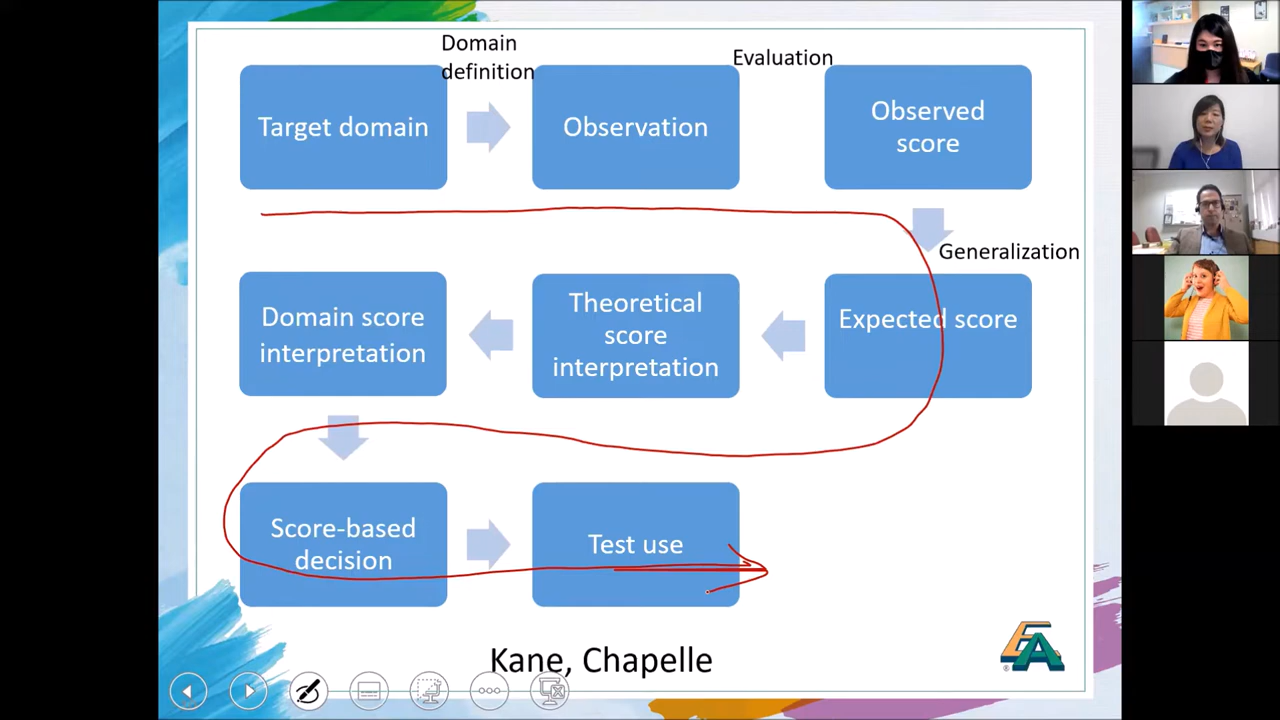 Domain
definition
Evaluation
Target domain
Observation
Observed
score
Generalization
Domain score
interpretation
Theoretical
score
interpretation
Expected score
Score-based
decision
Test use
Kane, Chapelle
EA
®